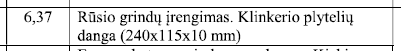 6,37 Rūsio grindų įrengimas. Klinkerio plytelių
danga (240x115x10 mm)